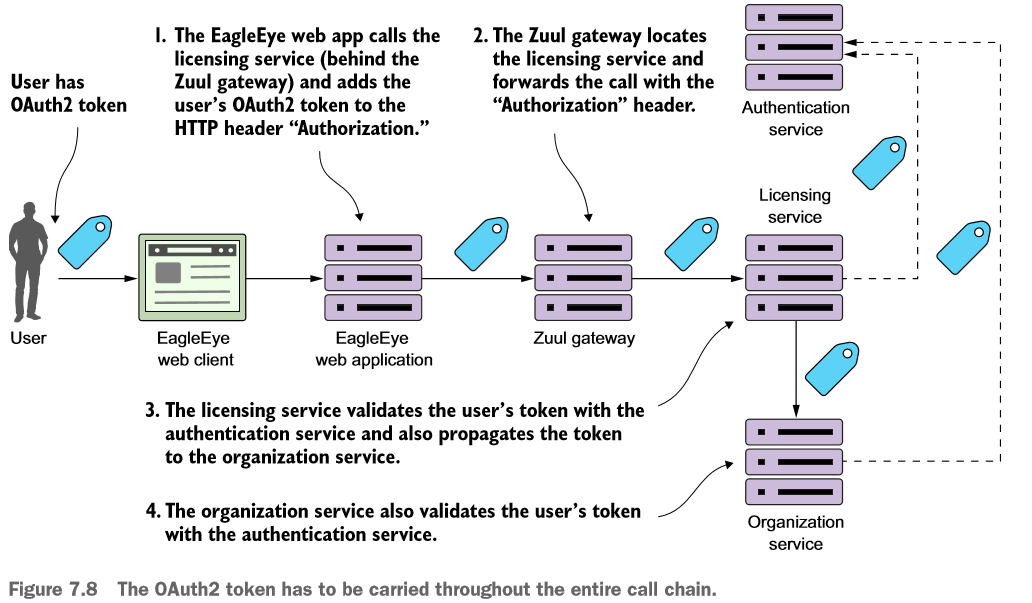 User has
OAuth2 token
1. The EagleEye web app calls the
licensing service (behind the
Zuul gateway) and adds the
user's OAuth2 token to the
HTTP header “Authorization.”
2. The Zuul gateway locates
the licensing service and
forwards the call with the
“Authorization” header.
Authentication
service
Licensing
service
User
EagleEye
web client
EagleEye
web application
Zuul gateway
3. The licensing service validates the user's token with the
authentication service and also propagates the token
to the organization service.
4. The organization service also validates the user's token
with the authentication service.
Organization
service
Figure 7.8 The OAuth2 token has to be carried throughout the entire call chain.